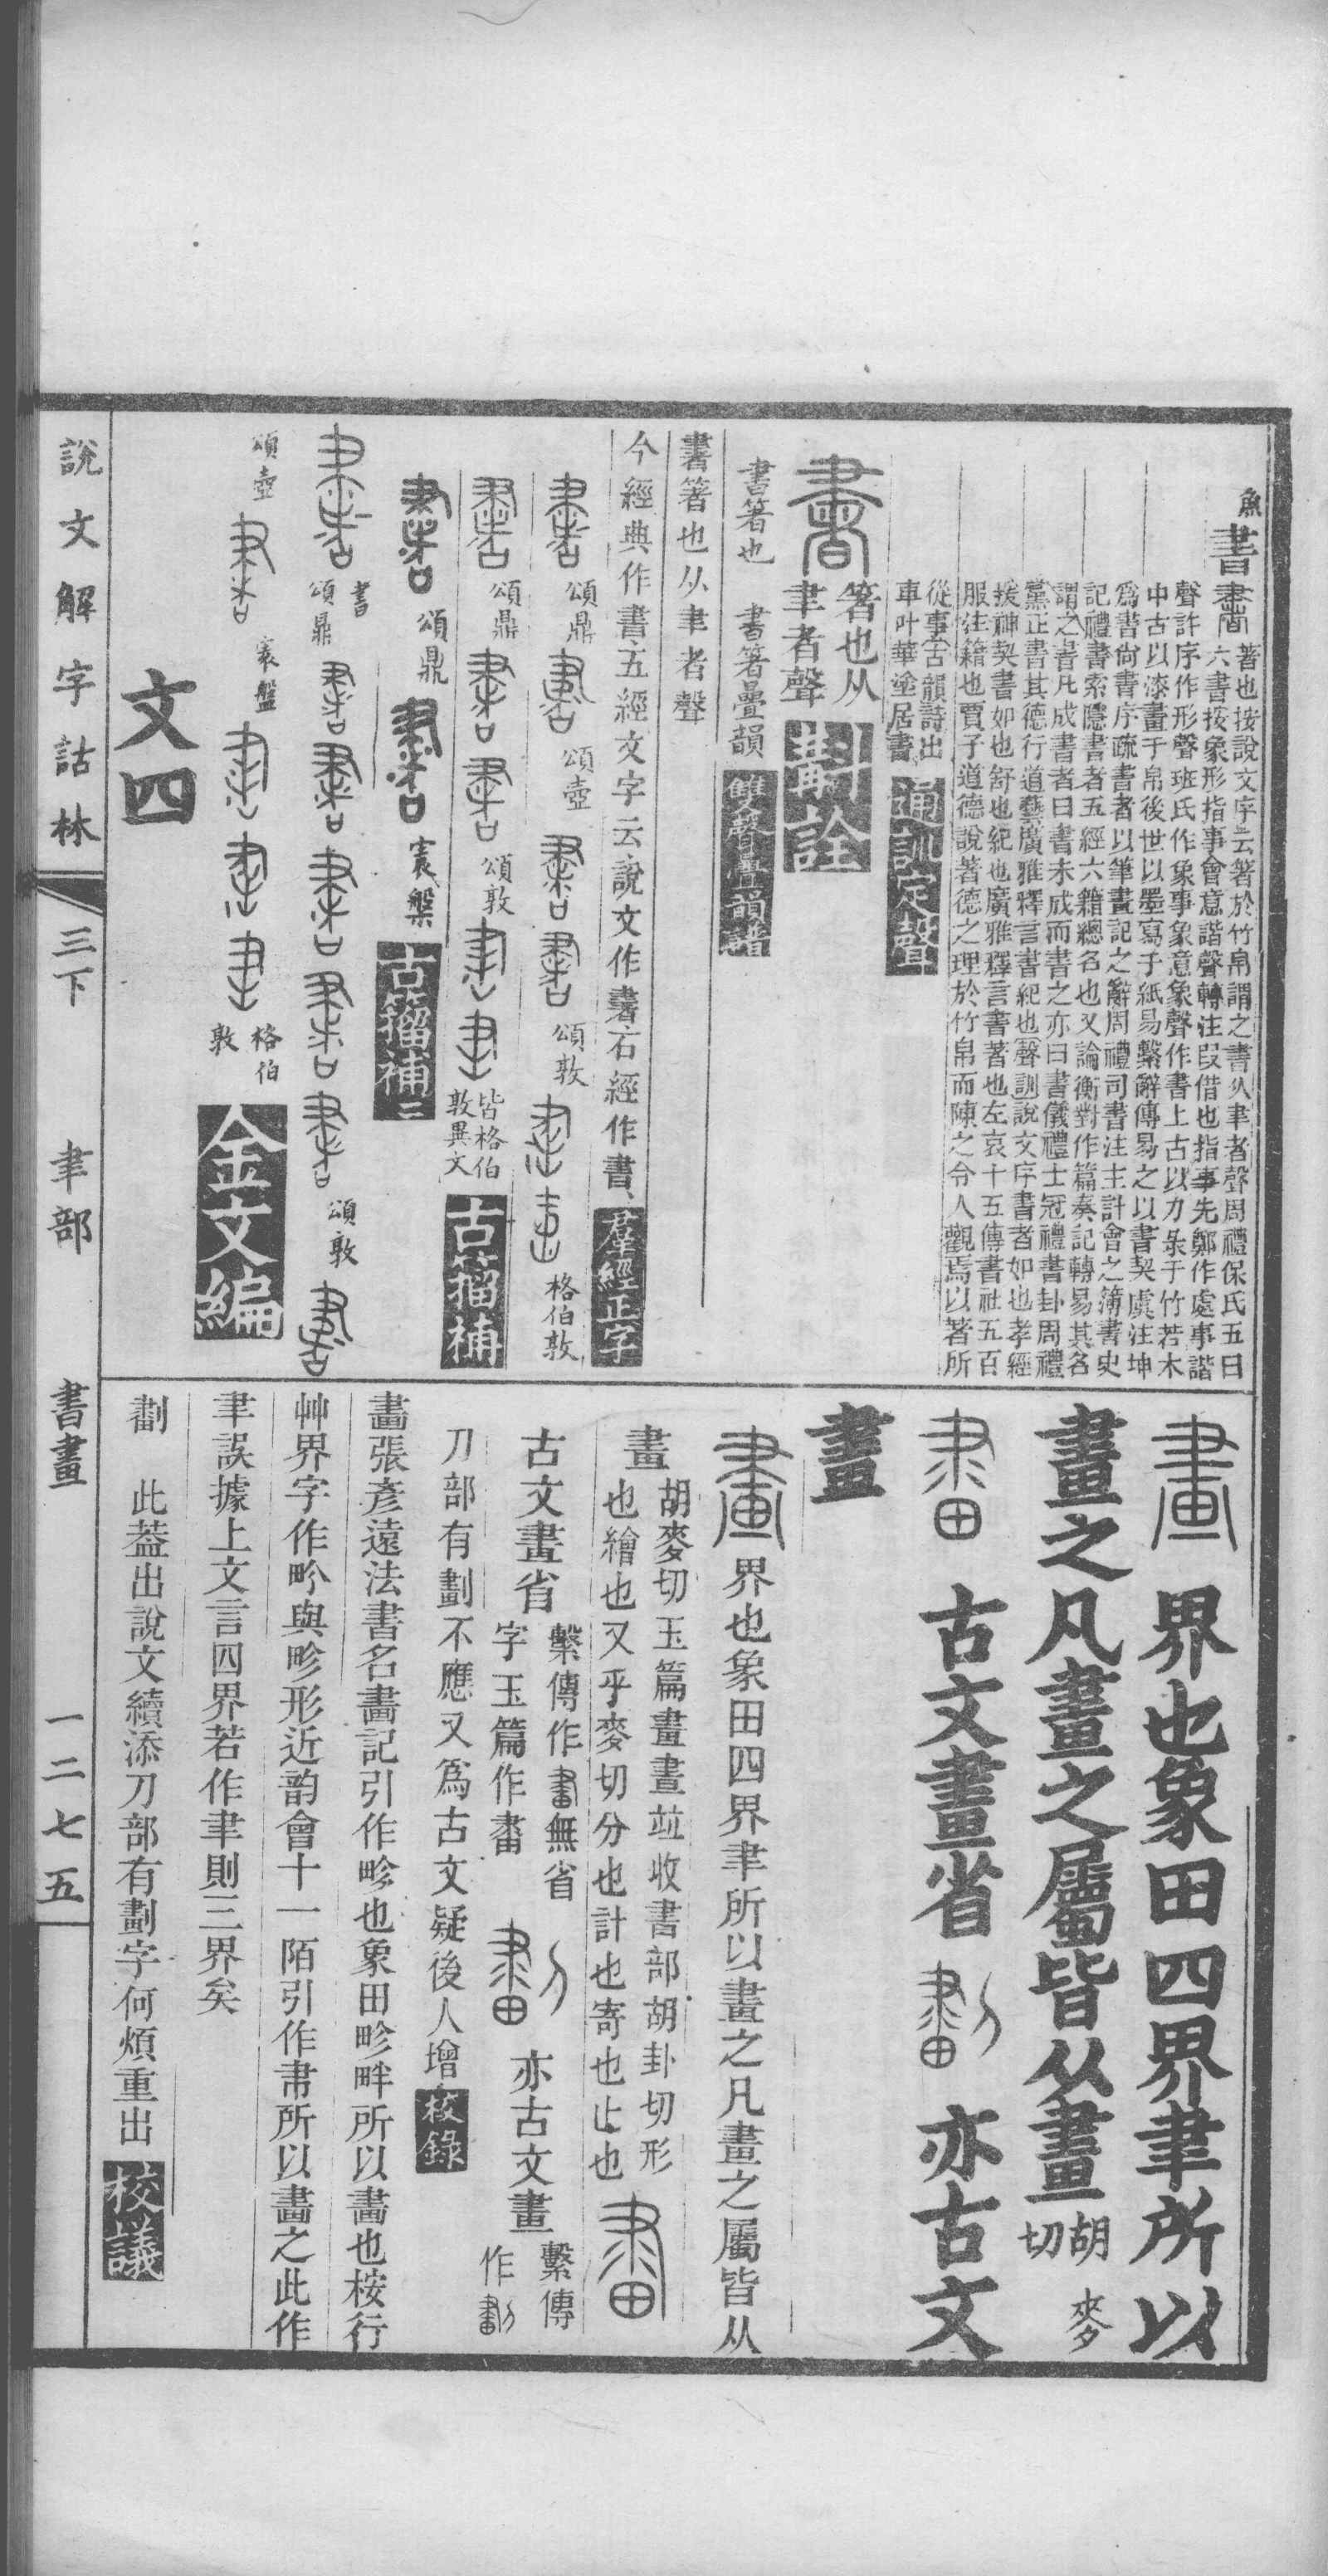 魚
書
著也按說文序云著於竹帛謂之書从聿者聲周禮保氏五曰
六書按象形指事會意諧聲轉注叚借也指事先鄭作處事諧
聲許序作形聲班氏作象事象意象聲作書上古以刀彔于竹若木
中古以漆畫于帛後世以墨寫于紙易繫辭傳易之以書契虞注坤
爲書尙書序疏書者以筆畫記之辭周禮司書注主計會之簿書史
記禮書索隱書者五經六籍總名也又論衡對作篇奏記轉易其名
謂之書凡成書者曰書未成而書之亦曰書儀禮士冠禮書卦周禮
黨正書其德行道藝廣雅釋言書紀也聲訓說文序書者如也孝經
援神契書如也舒也紀也廣雅釋言書著也左哀十五傳書社五百
服注籍也賈子道德說著德之理於竹帛而陳之令人觀焉以著所
從事古韻詩出
車叶華塗居書
通訓定聲
箸也从
聿者聲
斠詮
書箸也 書箸疊韻 雙聲疊韻譜
書箸也从聿者聲
今經典作書五經文字云說文作書石經作書 羣經正字
頌鼎 頌壺 頌敦 格伯敦
頌鼎 頌敦 皆格伯敦異文 古籀補
頌鼎 寰槃 古籀補三
書 頌鼎 頌敦
頌壺 寰盤 格伯敦 金文編
文四
界也象田四界聿所以
畫之凡畫之屬皆从畫 胡麥切
古文畫省 亦古文
畫
界也象田四界聿所以畫之凡畫之屬皆从
畫 胡麥切玉篇畫晝竝收書部胡卦切形
也繪也又乎麥切分也計也寄也止也
古文畫省 繫傳作畫無省
字玉篇作 亦古文畫 繫傳
作
刀部有劃不應又爲古文疑後人增 校錄
畫張彥遠法書名畫記引作畛也象田畛畔所以畫也桉行
艸界字作畍與畛形近韵會十一陌引作帇所以畫之此作
聿誤據上文言四界若作聿則三界矣
劃 此葢出說文續添刀部有劃字何煩重出 校議
說文解字詁林 三下 聿部 書畫 一二七五